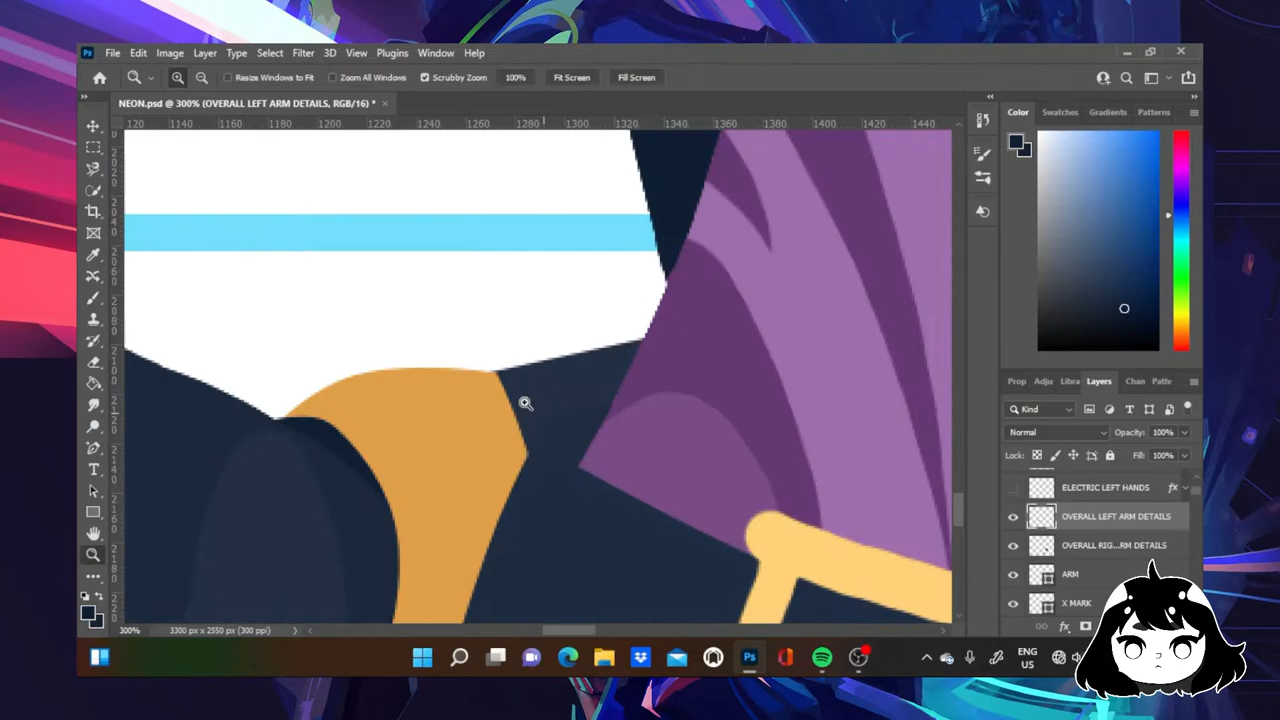 Ps File Edit Image Layer Type Select Filter 3D View Plugins Window Help
Resize Windows to Fit Zoom All Windows Scrubby Zoom 100% Fit Screen Fill Screen
NEON.psd @ 300% (OVERALL LEFT ARM DETAILS, RGB/16) * ×
Color Swatches Gradients Patterns
120 1140 1160 1180 1200 1220 1240 1260 1280 1300 1320 1340 1360 1380 1400 1420 1440
Prop Adju Libra Layers Chan Pathe
Kind
Normal Opacity: 100%
Lock: Fill: 100%
ELECTRIC LEFT HANDS fx
OVERALL LEFT ARM DETAILS
OVERALL RIG...RM DETAILS
ARM
X MARK
300% 3300 px x 2550 px (300 ppi)
fx
Ps ENG
US